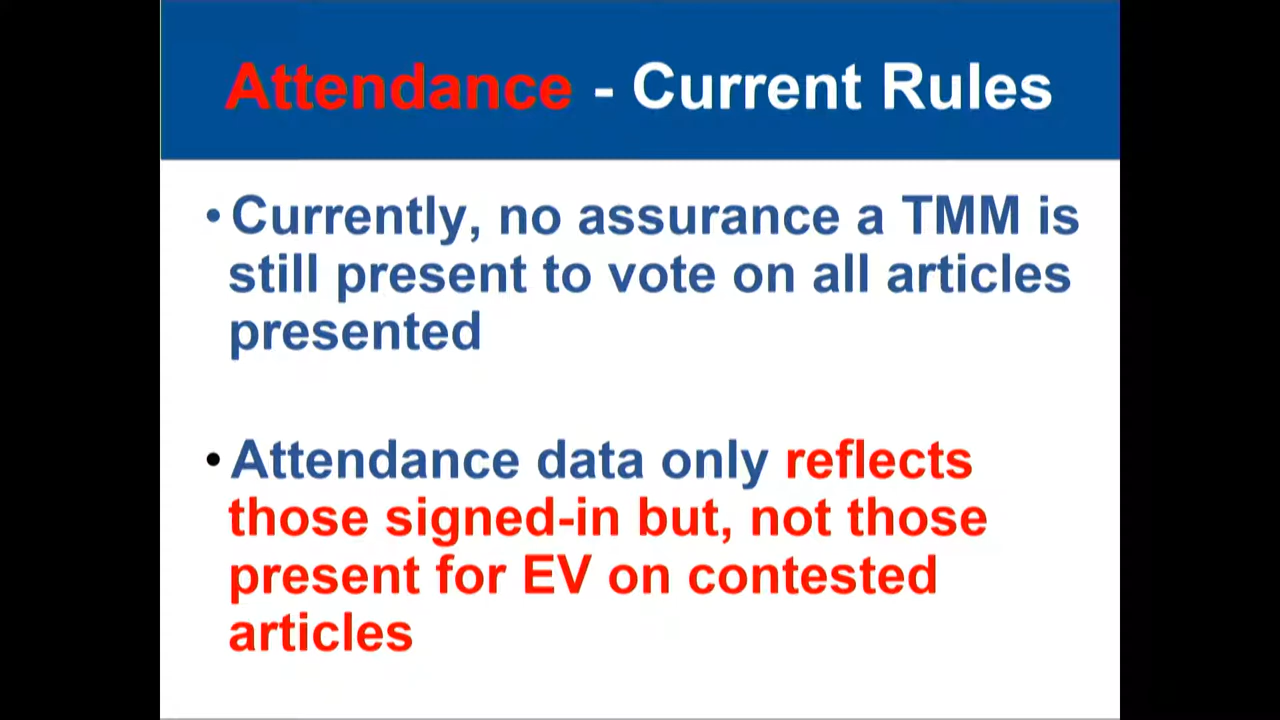 Attendance - Current Rules
• Currently, no assurance a TMM is
still present to vote on all articles
presented
• Attendance data only reflects
those signed-in but, not those
present for EV on contested
articles